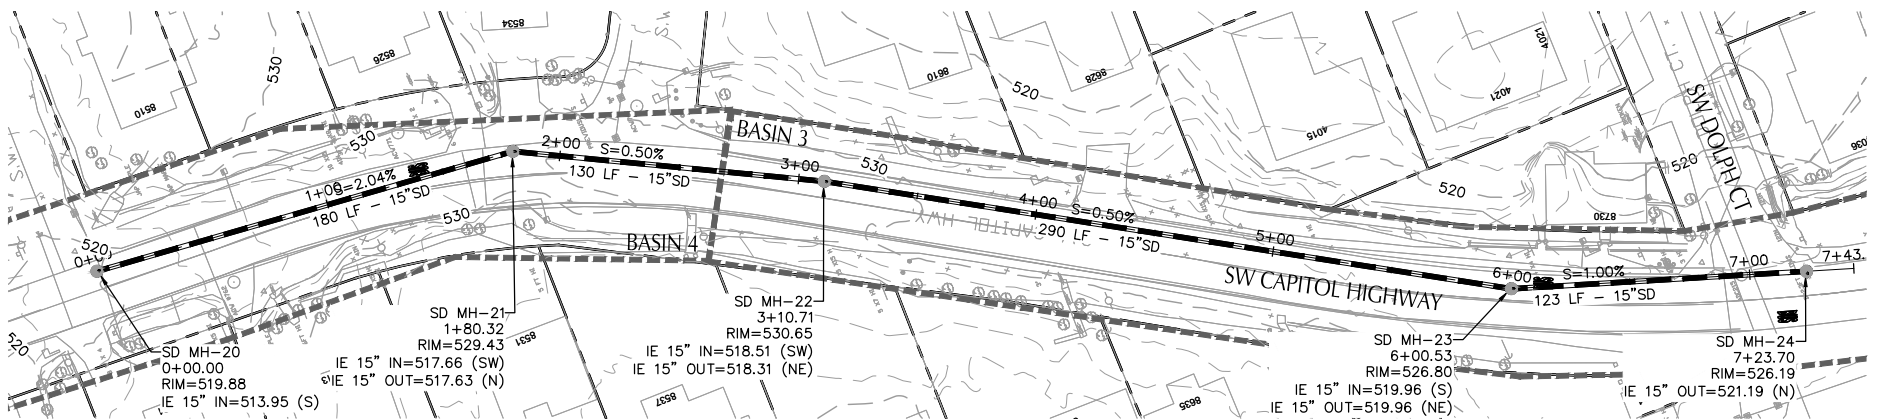 8510
530
8526
8534
8610
520
8628
4021
4021
4015
520
520
SW DOLPH CT
530
530
530
520
BASIN 3
BASIN 4
1+00
S=2.04%
180 LF – 15"SD
2+00
S=0.50%
130 LF – 15"SD
3+00
4+00
S=0.50%
290 LF – 15"SD
5+00
SW CAPITOL HIGHWAY
6+00
S=1.00%
123 LF – 15"SD
7+00
7+43.
8730
520
SD MH-20
0+00.00
RIM=519.88
IE 15" IN=513.95 (S)
SD MH-21
1+80.32
RIM=529.43
IE 15" IN=517.66 (SW)
IE 15" OUT=517.63 (N)
8531
SD MH-22
3+10.71
RIM=530.65
IE 15" IN=518.51 (SW)
IE 15" OUT=518.31 (NE)
8537
8635
SD MH-23
6+00.53
RIM=526.80
IE 15" IN=519.96 (S)
IE 15" OUT=519.96 (NE)
SD MH-24
7+23.70
RIM=526.19
IE 15" OUT=521.19 (N)